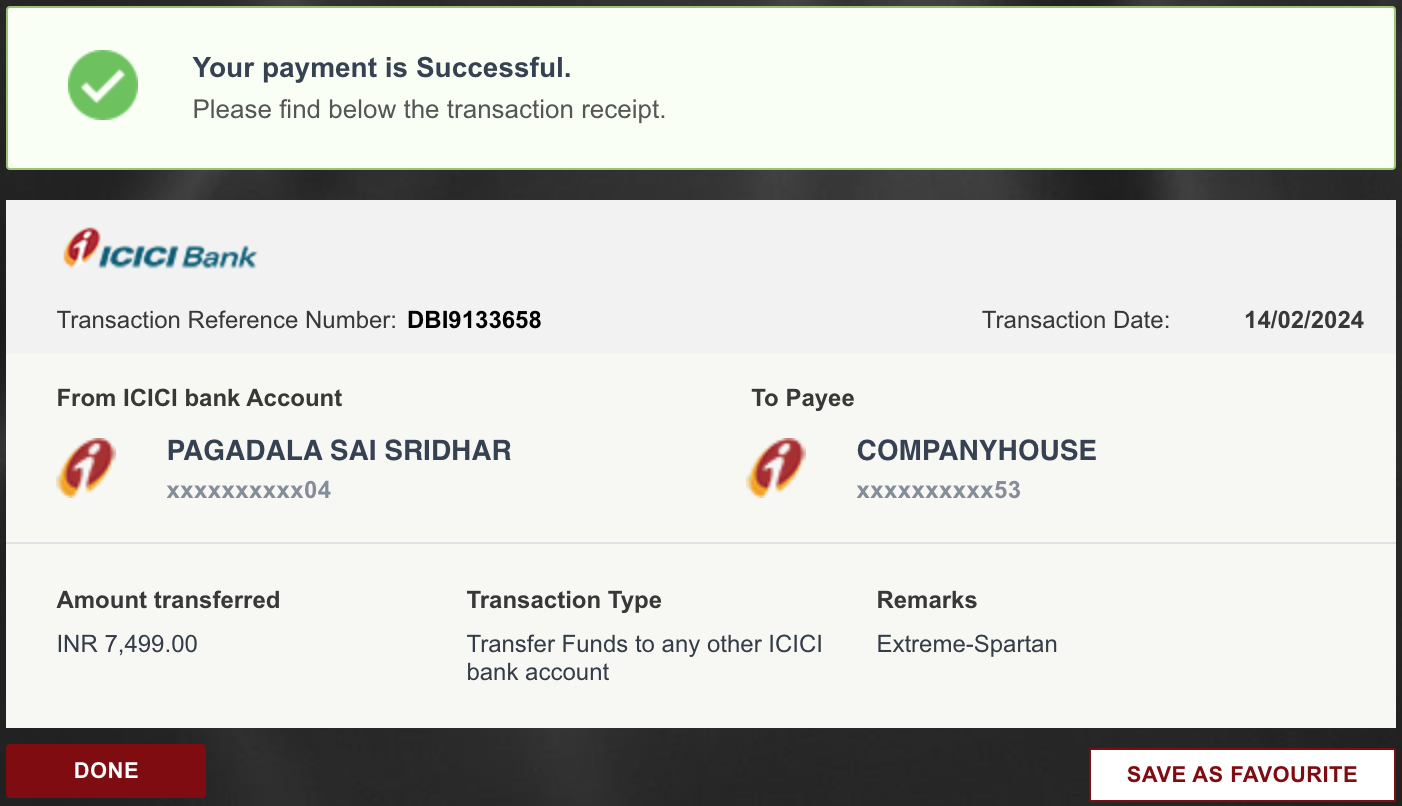 Your payment is Successful.
Please find below the transaction receipt.
ICICI Bank
Transaction Reference Number: DBI9133658
Transaction Date: 14/02/2024
From ICICI bank Account
To Payee
PAGADALA SAI SRIDHAR
COMPANYHOUSE
xxxxxxxxxx04
xxxxxxxxxx53
Amount transferred
Transaction Type
Remarks
INR 7,499.00
Transfer Funds to any other ICICI
bank account
Extreme-Spartan
DONE
SAVE AS FAVOURITE